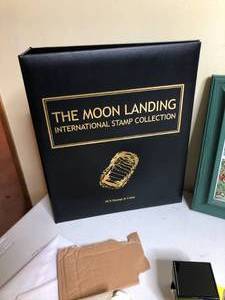 THE MOON LANDING
INTERNATIONAL STAMP COLLECTION